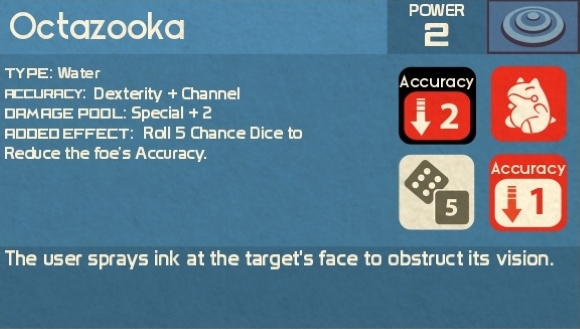 Octazooka
POWER
2
TYPE: Water
ACCURACY: Dexterity + Channel
DAMAGE POOL: Special + 2
ADDED EFFECT: Roll 5 Chance Dice to
Reduce the foe's Accuracy.
Accuracy
2
5
Accuracy
1
The user sprays ink at the target's face to obstruct its vision.